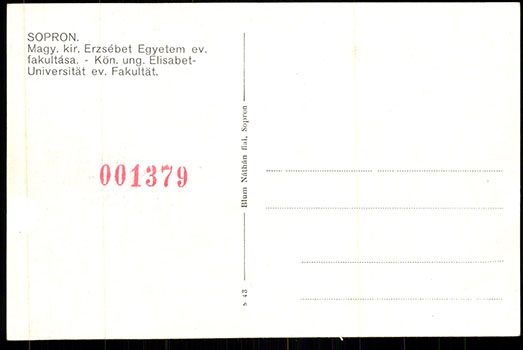 SOPRON.
Magy. kir. Erzsébet Egyetem ev.
fakultása. - Kön. ung. Elisabet-
Universität ev. Fakultät.
001379
Blum Náthán fiai, Sopron
s 43